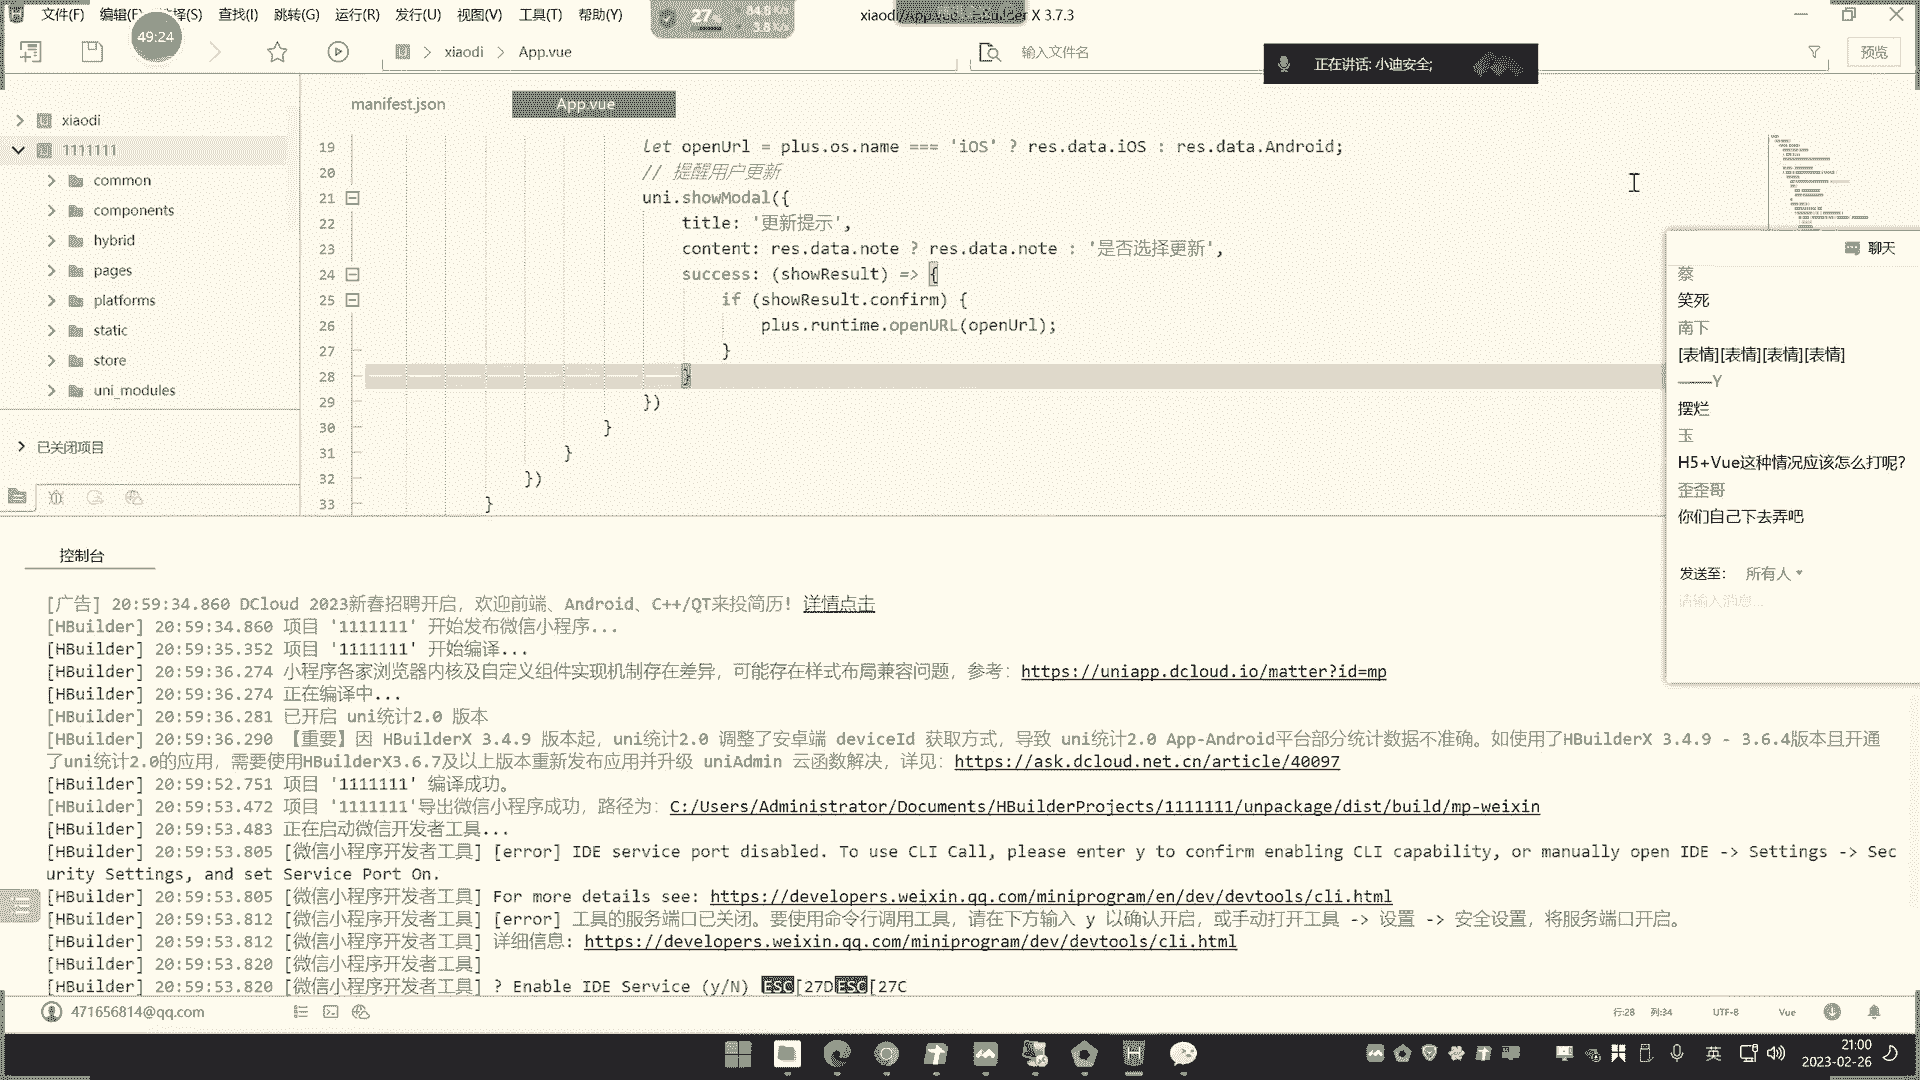 文件(F) 编辑(E) 选择(S) 查找(I) 跳转(G) 运行(R) 发行(U) 视图(V) 工具(T) 帮助(Y)
27%
84.8 K/s
3.8 K/s
xiaodi/App.vue - HBuilder X 3.7.3
49:24
xiaodi > App.vue
输入文件名
正在讲话: 小迪安全;
预览
xiaodi
1111111
common
components
hybrid
pages
platforms
static
store
uni_modules
已关闭项目
manifest.json
App.vue
19 let openUrl = plus.os.name === 'iOS' ? res.data.iOS : res.data.Android;
20 // 提醒用户更新
21 uni.showModal({
22 title: '更新提示',
23 content: res.data.note ? res.data.note : '是否选择更新',
24 success: (showResult) => {
25 if (showResult.confirm) {
26 plus.runtime.openURL(openUrl);
27 }
28 }
29 })
30 }
31 }
32 })
33 }
聊天
蔡
笑死
南下
[表情][表情][表情][表情]
——Y
摆烂
玉
H5+Vue这种情况应该怎么打呢?
歪歪哥
你们自己下去弄吧
发送至: 所有人
请输入消息...
控制台
[广告] 20:59:34.860 DCloud 2023新春招聘开启，欢迎前端、Android、C++/QT来投简历! 详情点击
[HBuilder] 20:59:34.860 项目 '1111111' 开始发布微信小程序...
[HBuilder] 20:59:35.352 项目 '1111111' 开始编译...
[HBuilder] 20:59:36.274 小程序各家浏览器内核及自定义组件实现机制存在差异，可能存在样式布局兼容问题，参考：https://uniapp.dcloud.io/matter?id=mp
[HBuilder] 20:59:36.274 正在编译中...
[HBuilder] 20:59:36.281 已开启 uni统计2.0 版本
[HBuilder] 20:59:36.290 【重要】因 HBuilderX 3.4.9 版本起，uni统计2.0 调整了安卓端 deviceId 获取方式，导致 uni统计2.0 App-Android平台部分统计数据不准确。如使用了HBuilderX 3.4.9 - 3.6.4版本且开通
了uni统计2.0的应用，需要使用HBuilderX3.6.7及以上版本重新发布应用并升级 uniAdmin 云函数解决，详见：https://ask.dcloud.net.cn/article/40097
[HBuilder] 20:59:52.751 项目 '1111111' 编译成功。
[HBuilder] 20:59:53.472 项目 '1111111'导出微信小程序成功，路径为：C:/Users/Administrator/Documents/HBuilderProjects/1111111/unpackage/dist/build/mp-weixin
[HBuilder] 20:59:53.483 正在启动微信开发者工具...
[HBuilder] 20:59:53.805 [微信小程序开发者工具] [error] IDE service port disabled. To use CLI Call, please enter y to confirm enabling CLI capability, or manually open IDE -> Settings -> Sec
urity Settings, and set Service Port On.
[HBuilder] 20:59:53.805 [微信小程序开发者工具] For more details see: https://developers.weixin.qq.com/miniprogram/en/dev/devtools/cli.html
[HBuilder] 20:59:53.812 [微信小程序开发者工具] [error] 工具的服务端口已关闭。要使用命令行调用工具，请在下方输入 y 以确认开启，或手动打开工具 -> 设置 -> 安全设置，将服务端口开启。
[HBuilder] 20:59:53.812 [微信小程序开发者工具] 详细信息: https://developers.weixin.qq.com/miniprogram/dev/devtools/cli.html
[HBuilder] 20:59:53.820 [微信小程序开发者工具]
[HBuilder] 20:59:53.820 [微信小程序开发者工具] ? Enable IDE Service (y/N) ESC[27DESC[27C
471656814@qq.com
行:28 列:34 UTF-8 Vue
英
21:00
2023-02-26